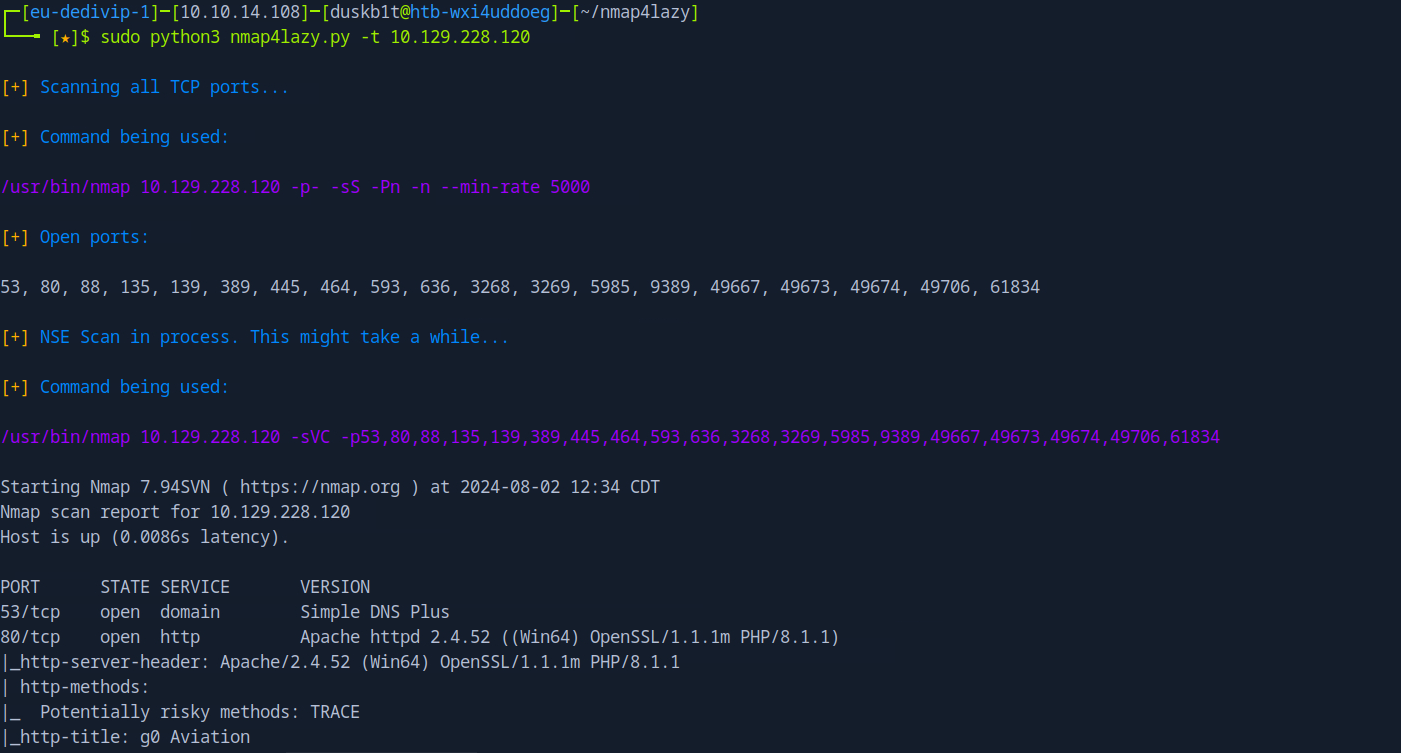 [eu-dedivip-1]─[10.10.14.108]─[duskb1t@htb-wxi4uddoeg]─[~/nmap4lazy]
[★]$ sudo python3 nmap4lazy.py -t 10.129.228.120
[+] Scanning all TCP ports...
[+] Command being used:
/usr/bin/nmap 10.129.228.120 -p- -sS -Pn -n --min-rate 5000
[+] Open ports:
53, 80, 88, 135, 139, 389, 445, 464, 593, 636, 3268, 3269, 5985, 9389, 49667, 49673, 49674, 49706, 61834
[+] NSE Scan in process. This might take a while...
[+] Command being used:
/usr/bin/nmap 10.129.228.120 -sVC -p53,80,88,135,139,389,445,464,593,636,3268,3269,5985,9389,49667,49673,49674,49706,61834
Starting Nmap 7.94SVN ( https://nmap.org ) at 2024-08-02 12:34 CDT
Nmap scan report for 10.129.228.120
Host is up (0.0086s latency).
PORT      STATE SERVICE       VERSION
53/tcp    open  domain        Simple DNS Plus
80/tcp    open  http          Apache httpd 2.4.52 ((Win64) OpenSSL/1.1.1m PHP/8.1.1)
|_http-server-header: Apache/2.4.52 (Win64) OpenSSL/1.1.1m PHP/8.1.1
| http-methods:
|_  Potentially risky methods: TRACE
|_http-title: g0 Aviation